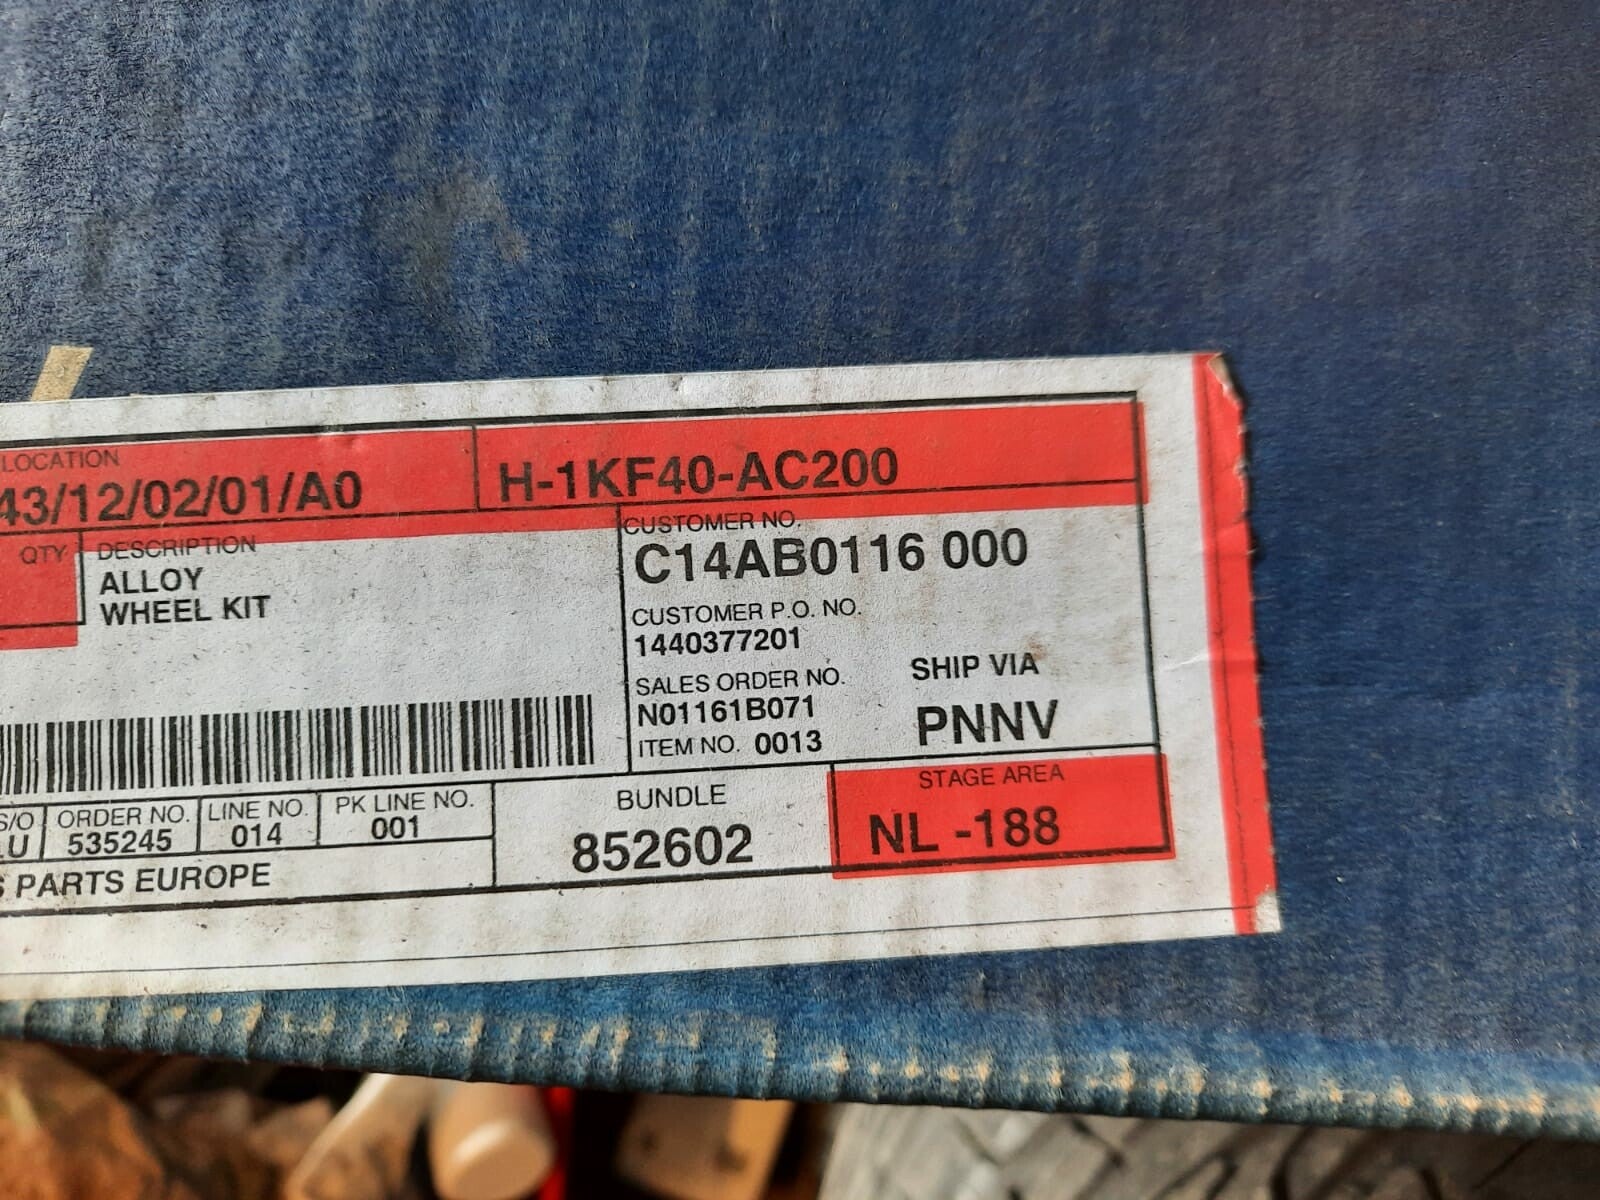 LOCATION
43/12/02/01/A0
H-1KF40-AC200
QTY
DESCRIPTION
ALLOY
WHEEL KIT
CUSTOMER NO.
C14AB0116 000
CUSTOMER P.O. NO.
1440377201
SALES ORDER NO.
N01161B071
ITEM NO. 0013
SHIP VIA
PNNV
S/O
LU
ORDER NO.
535245
LINE NO.
014
PK LINE NO.
001
BUNDLE
852602
STAGE AREA
NL -188
S PARTS EUROPE